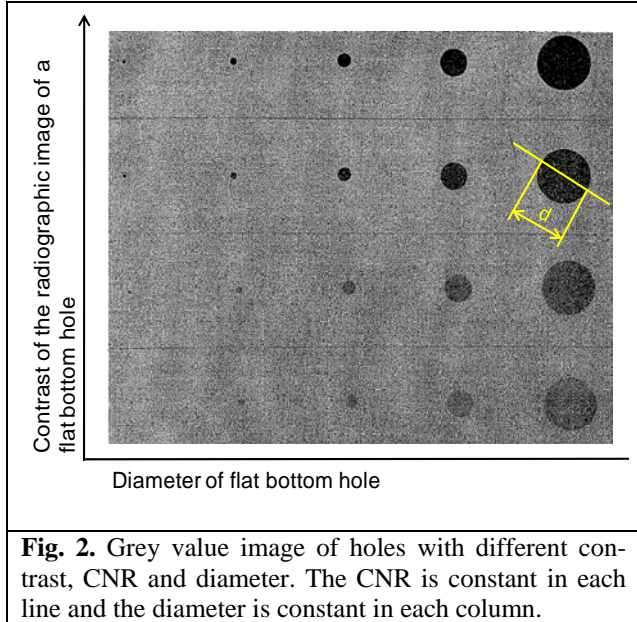 Contrast of the radiographic image of a
flat bottom hole
d
Diameter of flat bottom hole
Fig. 2. Grey value image of holes with different con-
trast, CNR and diameter. The CNR is constant in each
line and the diameter is constant in each column.